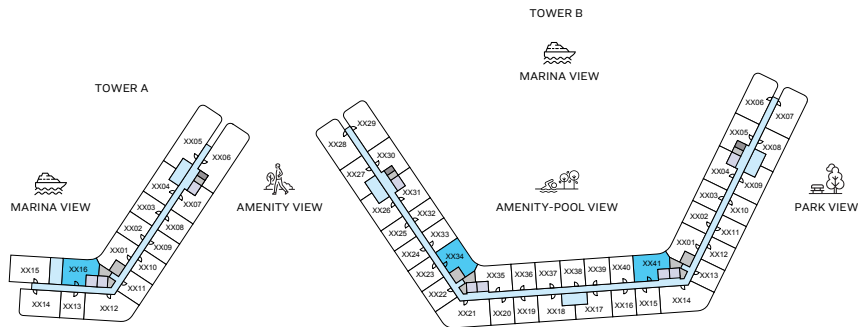 TOWER B
MARINA VIEW
TOWER A
MARINA VIEW
AMENITY VIEW
AMENITY-POOL VIEW
PARK VIEW
XX05
XX06
XX04
XX07
XX03
XX08
XX02
XX09
XX01
XX10
XX16
XX11
XX15
XX14
XX13
XX12
XX29
XX28
XX30
XX27
XX31
XX26
XX32
XX25
XX33
XX24
XX34
XX23
XX22
XX35
XX36
XX37
XX38
XX39
XX40
XX41
XX21
XX20
XX19
XX18
XX17
XX16
XX15
XX14
XX06
XX07
XX05
XX08
XX04
XX09
XX03
XX10
XX02
XX11
XX01
XX12
XX13